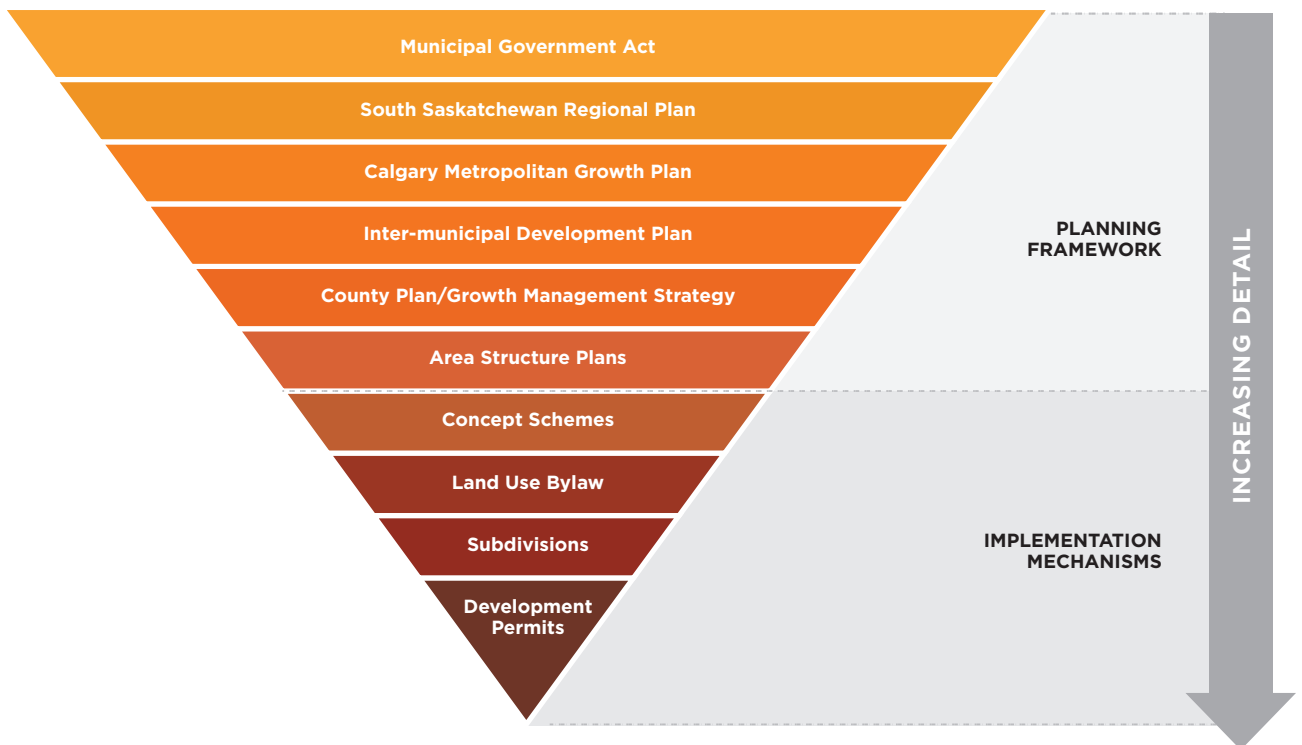 Municipal Government Act
South Saskatchewan Regional Plan
Calgary Metropolitan Growth Plan
Inter-municipal Development Plan
County Plan/Growth Management Strategy
Area Structure Plans
Concept Schemes
Land Use Bylaw
Subdivisions
Development
Permits
PLANNING
FRAMEWORK
IMPLEMENTATION
MECHANISMS
INCREASING DETAIL